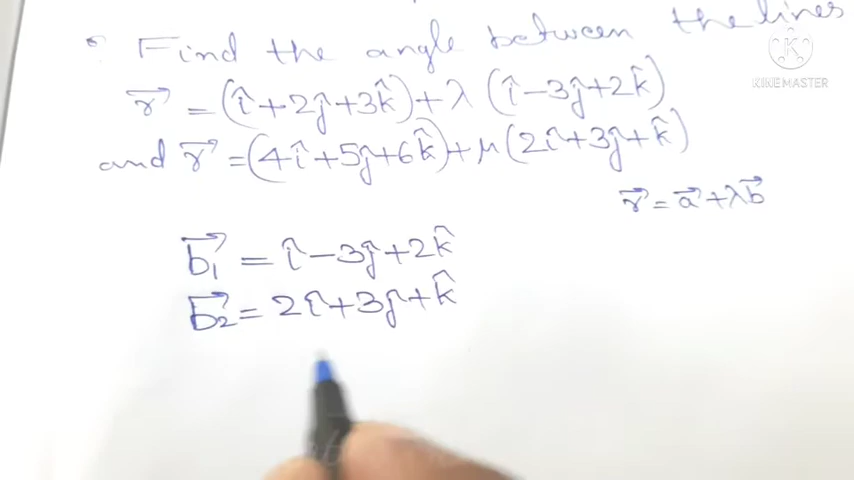 Find the angle between the lines
r⃗ = (î+2ĵ+3k̂)+λ (î-3ĵ+2k̂)
and r⃗ = (4î+5ĵ+6k̂)+μ(2î+3ĵ+k̂)
r⃗ = a⃗ +λb⃗
b⃗₁ = î-3ĵ+2k̂
b⃗₂ = 2î+3ĵ+k̂
KINEMASTER